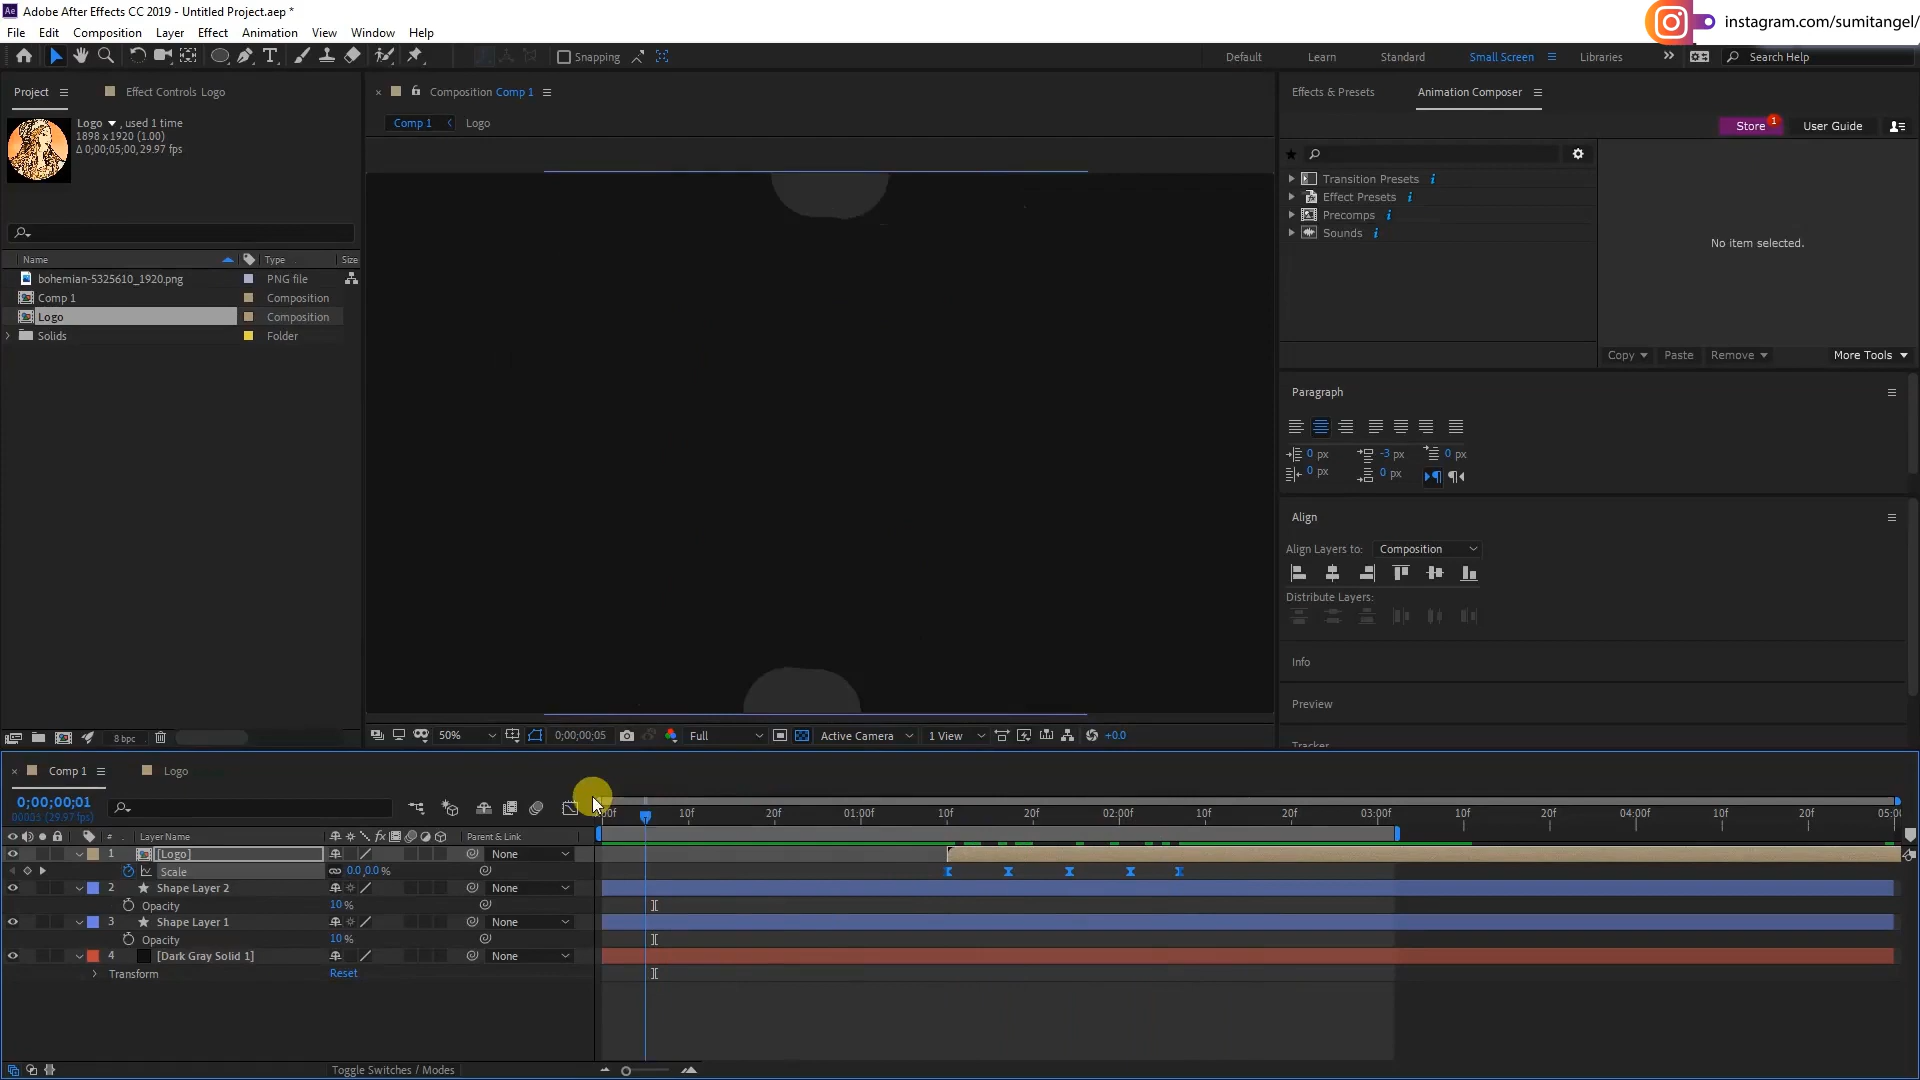 Adobe After Effects CC 2019 - Untitled Project.aep *
instagram.com/sumitangel/
File Edit Composition Layer Effect Animation View Window Help
Snapping
Default Learn Standard Small Screen Libraries Search Help
Project Effect Controls Logo
Composition Comp 1
Effects & Presets Animation Composer
Logo , used 1 time
1898 x 1920 (1.00)
Δ 0;00;05;00, 29.97 fps
Comp 1 Logo
Store 1 User Guide
Transition Presets
Effect Presets
Precomps
Sounds
No item selected.
Name Type Size
bohemian-5325610_1920.png PNG file
Comp 1 Composition
Logo Composition
Solids Folder
Copy Paste Remove More Tools
Paragraph
0 px -3 px 0 px
0 px 0 px
Align
Align Layers to: Composition
Distribute Layers:
Info
Preview
Tracker
8 bpc
50% 0;00;00;05 Full Active Camera 1 View +0.0
Comp 1 Logo
0;00;00;01
(29.97 fps)
:00f 10f 20f 01:00f 10f 20f 02:00f 10f 20f 03:00f 10f 20f 04:00f 10f 20f 05:00
# Layer Name Parent & Link
1 [Logo] None
Scale 0.0,0.0 %
2 Shape Layer 2 None
Opacity 10 %
3 Shape Layer 1 None
Opacity 10 %
4 [Dark Gray Solid 1] None
Transform Reset
Toggle Switches / Modes